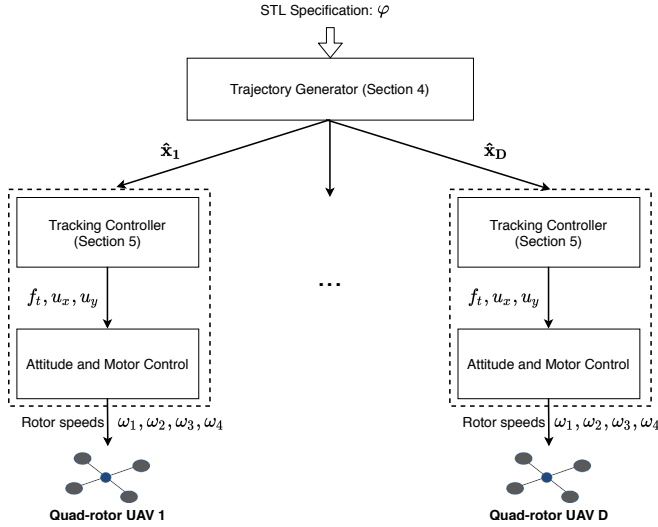 STL Specification: φ
Trajectory Generator (Section 4)
x̂₁
x̂_D
Tracking Controller
(Section 5)
Tracking Controller
(Section 5)
...
f_t, u_x, u_y
f_t, u_x, u_y
Attitude and Motor Control
Attitude and Motor Control
Rotor speeds ω₁, ω₂, ω₃, ω₄
Rotor speeds ω₁, ω₂, ω₃, ω₄
Quad-rotor UAV 1
Quad-rotor UAV D